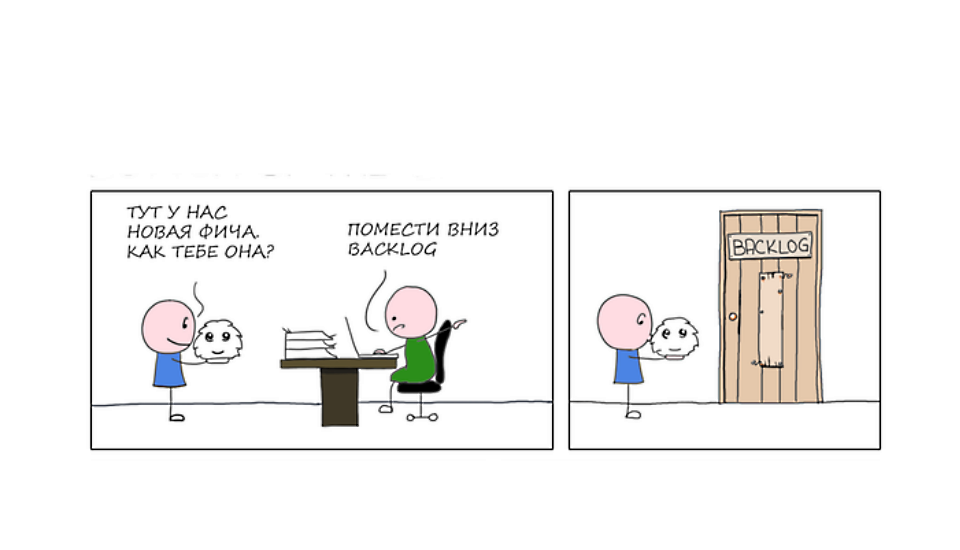 ТУТ У НАС
НОВАЯ ФИЧА.
КАК ТЕБЕ ОНА?
ПОМЕСТИ ВНИЗ
BACKLOG
BACKLOG